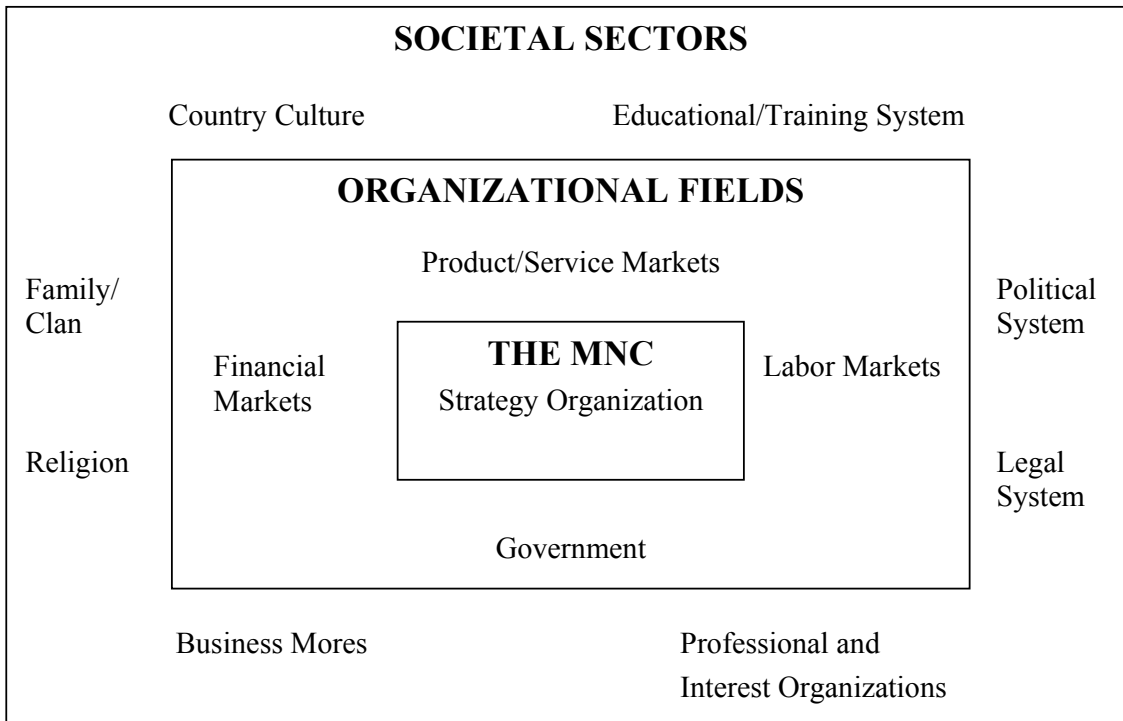 SOCIETAL SECTORS
Country Culture
Educational/Training System
ORGANIZATIONAL FIELDS
Product/Service Markets
Family/
Clan
Political
System
THE MNC
Strategy Organization
Financial
Markets
Labor Markets
Religion
Legal
System
Government
Business Mores
Professional and
Interest Organizations